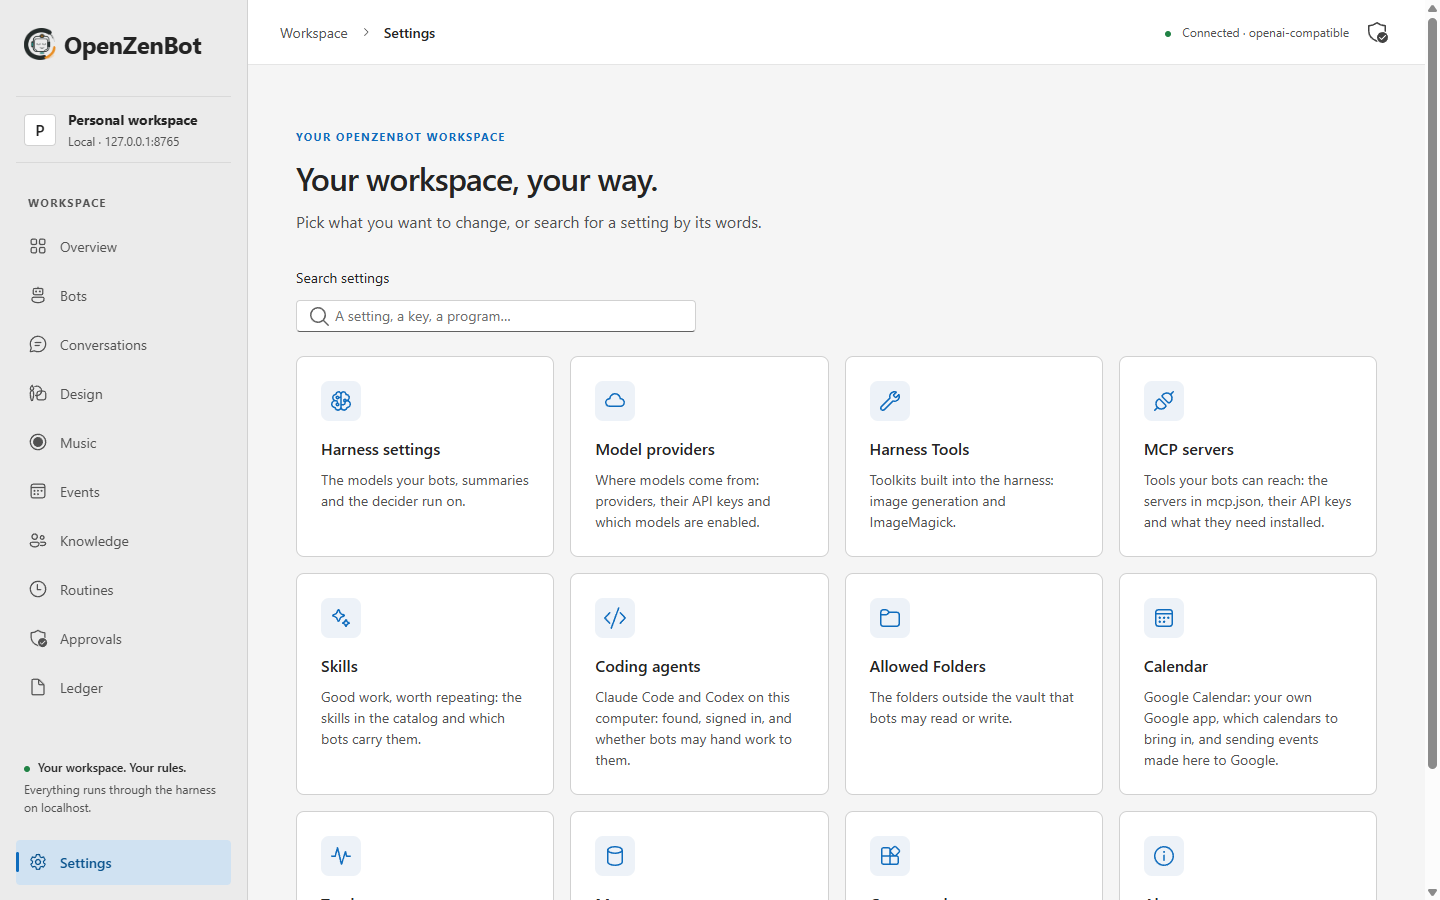 OpenZenBot
Workspace > Settings
Connected · openai-compatible
P
Personal workspace
Local · 127.0.0.1:8765
WORKSPACE
Overview
Bots
Conversations
Design
Music
Events
Knowledge
Routines
Approvals
Ledger
Your workspace. Your rules.
Everything runs through the harness
on localhost.
Settings
YOUR OPENZENBOT WORKSPACE
Your workspace, your way.
Pick what you want to change, or search for a setting by its words.
Search settings
A setting, a key, a program...
Harness settings
The models your bots, summaries
and the decider run on.
Model providers
Where models come from:
providers, their API keys and
which models are enabled.
Harness Tools
Toolkits built into the harness:
image generation and
ImageMagick.
MCP servers
Tools your bots can reach: the
servers in mcp.json, their API keys
and what they need installed.
Skills
Good work, worth repeating: the
skills in the catalog and which
bots carry them.
Coding agents
Claude Code and Codex on this
computer: found, signed in, and
whether bots may hand work to
them.
Allowed Folders
The folders outside the vault that
bots may read or write.
Calendar
Google Calendar: your own
Google app, which calendars to
bring in, and sending events
made here to Google.